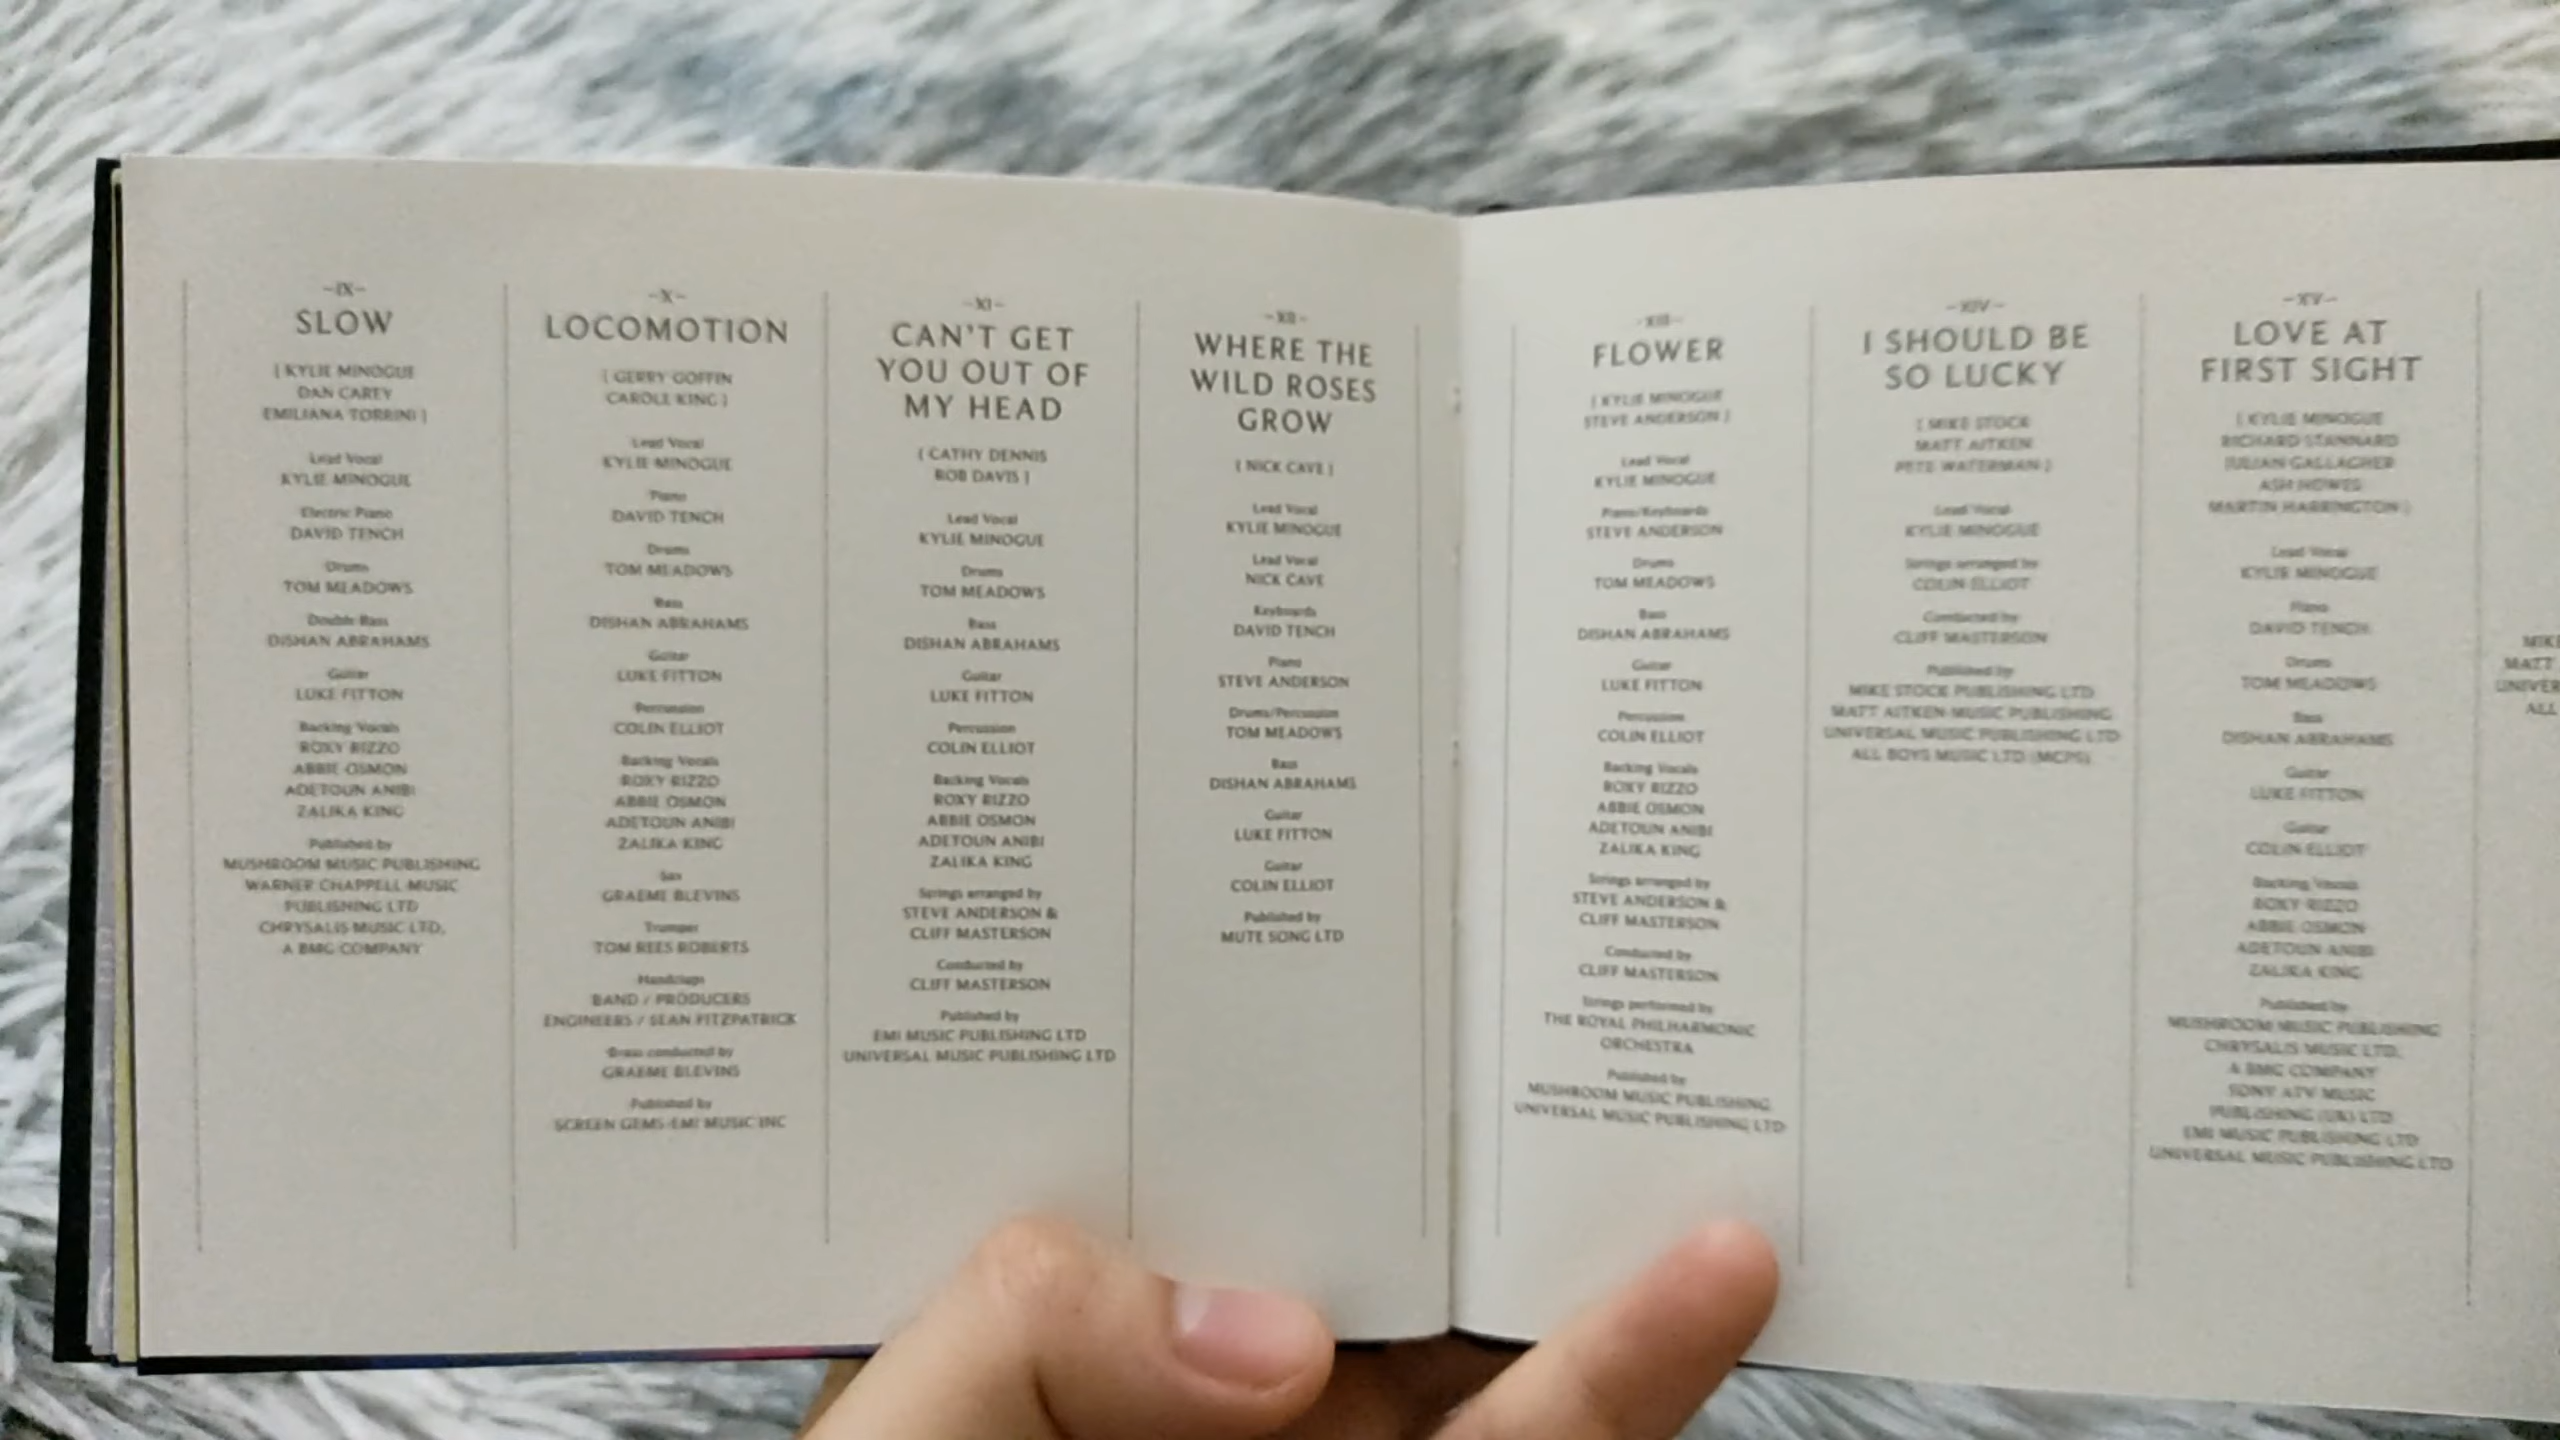 -IX-
SLOW
[ KYLIE MINOGUE
DAN CAREY
EMILIANA TORRINI ]
Lead Vocal
KYLIE MINOGUE
Electric Piano
DAVID TENCH
Drums
TOM MEADOWS
Double Bass
DISHAN ABRAHAMS
Guitar
LUKE FITTON
Backing Vocals
ROXY RIZZO
ABBIE OSMON
ADETOUN ANIBI
ZALIKA KING
Published by
MUSHROOM MUSIC PUBLISHING
WARNER CHAPPELL MUSIC
PUBLISHING LTD
CHRYSALIS MUSIC LTD,
A BMG COMPANY
-X-
LOCOMOTION
[ GERRY GOFFIN
CAROLE KING ]
Lead Vocal
KYLIE MINOGUE
Piano
DAVID TENCH
Drums
TOM MEADOWS
Bass
DISHAN ABRAHAMS
Guitar
LUKE FITTON
Percussion
COLIN ELLIOT
Backing Vocals
ROXY RIZZO
ABBIE OSMON
ADETOUN ANIBI
ZALIKA KING
Sax
GRAEME BLEVINS
Trumpet
TOM REES ROBERTS
Handclaps
BAND / PRODUCERS
ENGINEERS / SEAN FITZPATRICK
Brass conducted by
GRAEME BLEVINS
Published by
SCREEN GEMS-EMI MUSIC INC
-XI-
CAN'T GET
YOU OUT OF
MY HEAD
[ CATHY DENNIS
ROB DAVIS ]
Lead Vocal
KYLIE MINOGUE
Drums
TOM MEADOWS
Bass
DISHAN ABRAHAMS
Guitar
LUKE FITTON
Percussion
COLIN ELLIOT
Backing Vocals
ROXY RIZZO
ABBIE OSMON
ADETOUN ANIBI
ZALIKA KING
Strings arranged by
STEVE ANDERSON &
CLIFF MASTERSON
Conducted by
CLIFF MASTERSON
Published by
EMI MUSIC PUBLISHING LTD
UNIVERSAL MUSIC PUBLISHING LTD
-XII-
WHERE THE
WILD ROSES
GROW
[ NICK CAVE ]
Lead Vocal
KYLIE MINOGUE
Lead Vocal
NICK CAVE
Keyboards
DAVID TENCH
Piano
STEVE ANDERSON
Drums/Percussion
TOM MEADOWS
Bass
DISHAN ABRAHAMS
Guitar
LUKE FITTON
Guitar
COLIN ELLIOT
Published by
MUTE SONG LTD
-XIII-
FLOWER
[ KYLIE MINOGUE
STEVE ANDERSON ]
Lead Vocal
KYLIE MINOGUE
Piano/Keyboards
STEVE ANDERSON
Drums
TOM MEADOWS
Bass
DISHAN ABRAHAMS
Guitar
LUKE FITTON
Percussion
COLIN ELLIOT
Backing Vocals
ROXY RIZZO
ABBIE OSMON
ADETOUN ANIBI
ZALIKA KING
Strings arranged by
STEVE ANDERSON &
CLIFF MASTERSON
Conducted by
CLIFF MASTERSON
Strings performed by
THE ROYAL PHILHARMONIC
ORCHESTRA
Published by
MUSHROOM MUSIC PUBLISHING
UNIVERSAL MUSIC PUBLISHING LTD
-XIV-
I SHOULD BE
SO LUCKY
[ MIKE STOCK
MATT AITKEN
PETE WATERMAN ]
Lead Vocal
KYLIE MINOGUE
Strings arranged by
COLIN ELLIOT
Conducted by
CLIFF MASTERSON
Published by
MIKE STOCK PUBLISHING LTD
MATT AITKEN MUSIC PUBLISHING
UNIVERSAL MUSIC PUBLISHING LTD
ALL BOYS MUSIC LTD (MCPS)
-XV-
LOVE AT
FIRST SIGHT
[ KYLIE MINOGUE
RICHARD STANNARD
JULIAN GALLAGHER
ASH HOWES
MARTIN HARRINGTON ]
Lead Vocal
KYLIE MINOGUE
Piano
DAVID TENCH
Drums
TOM MEADOWS
Bass
DISHAN ABRAHAMS
Guitar
LUKE FITTON
Guitar
COLIN ELLIOT
Backing Vocals
ROXY RIZZO
ABBIE OSMON
ADETOUN ANIBI
ZALIKA KING
Published by
MUSHROOM MUSIC PUBLISHING
CHRYSALIS MUSIC LTD,
A BMG COMPANY
SONY ATV MUSIC
PUBLISHING (UK) LTD
EMI MUSIC PUBLISHING LTD
UNIVERSAL MUSIC PUBLISHING LTD
MATT
ALL